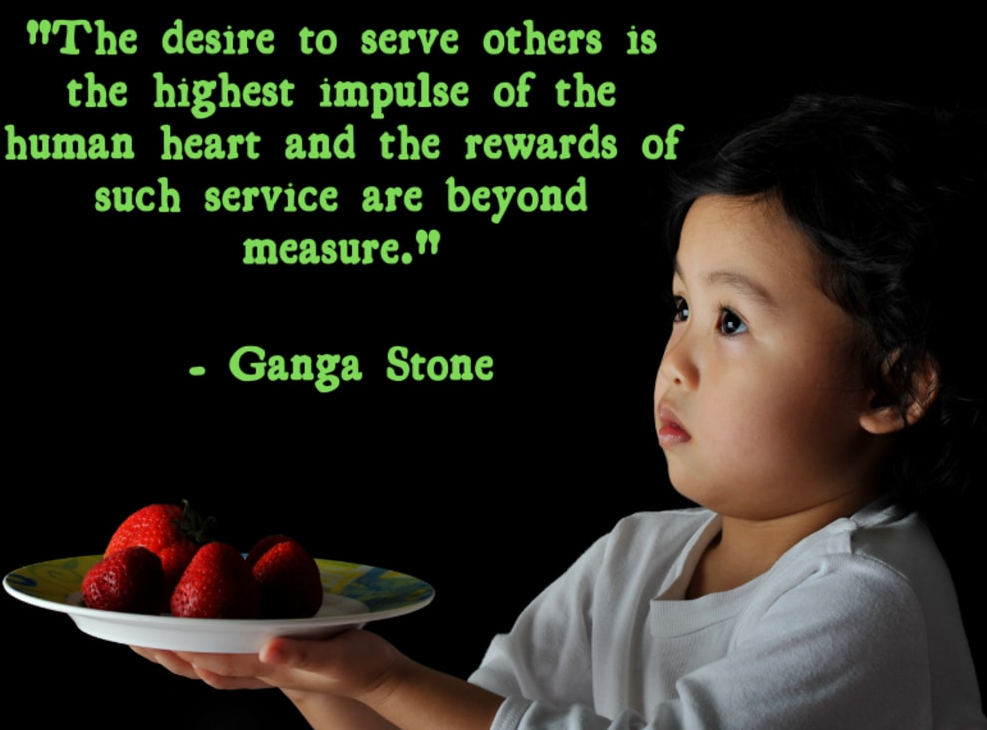 "The desire to serve others is
the highest impulse of the
human heart and the rewards of
such service are beyond
measure."
- Ganga Stone